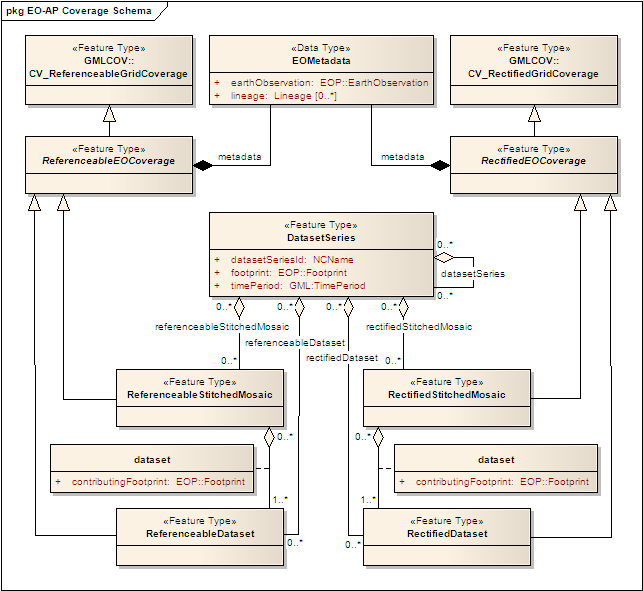 pkg EO-AP Coverage Schema
«Feature Type»
GMLCOV::
CV_ReferenceableGridCoverage
«Data Type»
EOMetadata
+ earthObservation: EOP::EarthObservation
+ lineage: Lineage [0..*]
«Feature Type»
GMLCOV::
CV_RectifiedGridCoverage
«Feature Type»
ReferenceableEOCoverage
metadata
metadata
«Feature Type»
RectifiedEOCoverage
«Feature Type»
DatasetSeries
+ datasetSeriesId: NCName
+ footprint: EOP::Footprint
+ timePeriod: GML:TimePeriod
0..*
datasetSeries
0..*
0..*
0..*
0..*
0..*
referenceableStitchedMosaic
rectifiedStitchedMosaic
referenceableDataset
rectifiedDataset
0..*
0..*
«Feature Type»
ReferenceableStitchedMosaic
«Feature Type»
RectifiedStitchedMosaic
0..*
0..*
dataset
+ contributingFootprint: EOP::Footprint
dataset
+ contributingFootprint: EOP::Footprint
1..*
1..*
«Feature Type»
ReferenceableDataset
0..*
0..*
«Feature Type»
RectifiedDataset